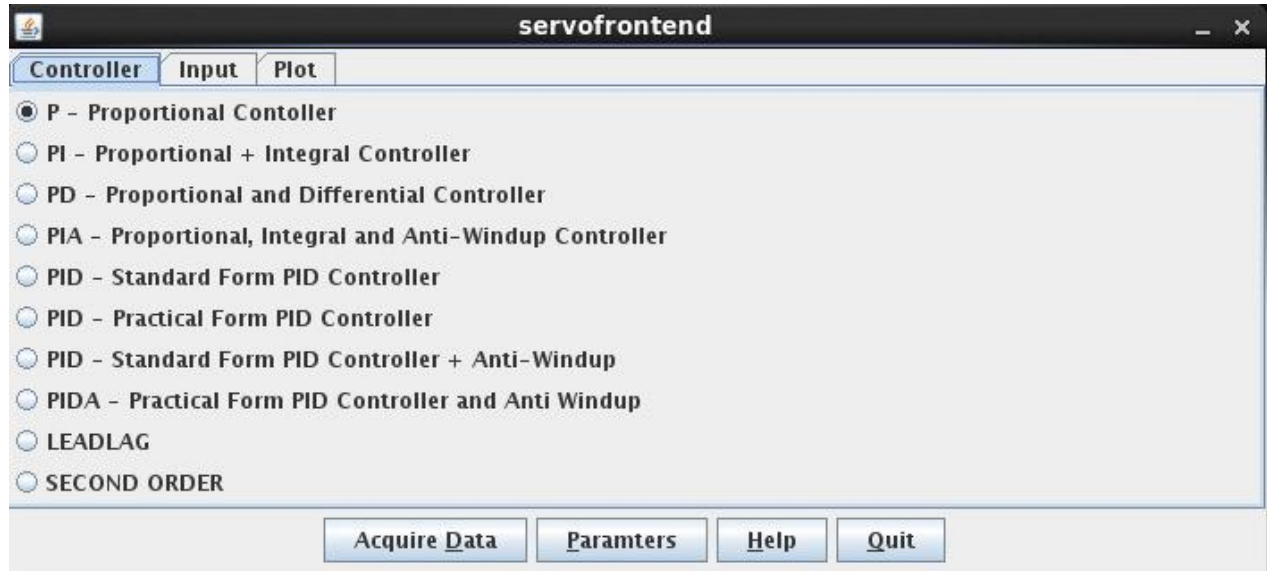 servofrontend
Controller Input Plot
P - Proportional Contoller
PI - Proportional + Integral Controller
PD - Proportional and Differential Controller
PIA - Proportional, Integral and Anti-Windup Controller
PID - Standard Form PID Controller
PID - Practical Form PID Controller
PID - Standard Form PID Controller + Anti-Windup
PIDA - Practical Form PID Controller and Anti Windup
LEADLAG
SECOND ORDER
Acquire Data Paramters Help Quit